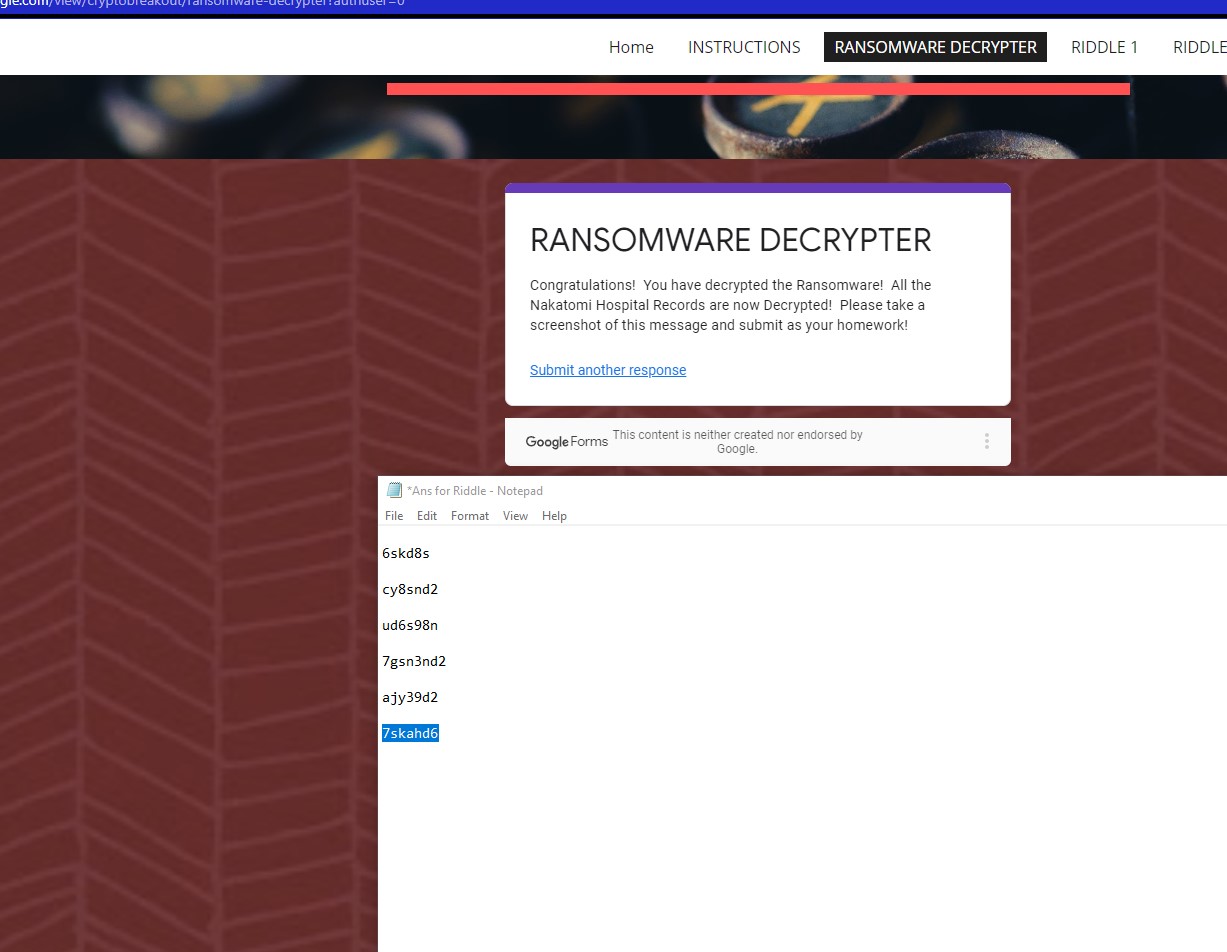 gle.com/view/cryptobreakout/ransomware-decrypter?authuser=0
Home INSTRUCTIONS RANSOMWARE DECRYPTER RIDDLE 1 RIDDLE
RANSOMWARE DECRYPTER
Congratulations!  You have decrypted the Ransomware!  All the
Nakatomi Hospital Records are now Decrypted!  Please take a
screenshot of this message and submit as your homework!
Submit another response
Google Forms
This content is neither created nor endorsed by
Google.
*Ans for Riddle - Notepad
File Edit Format View Help
6skd8s
cy8snd2
ud6s98n
7gsn3nd2
ajy39d2
7skahd6